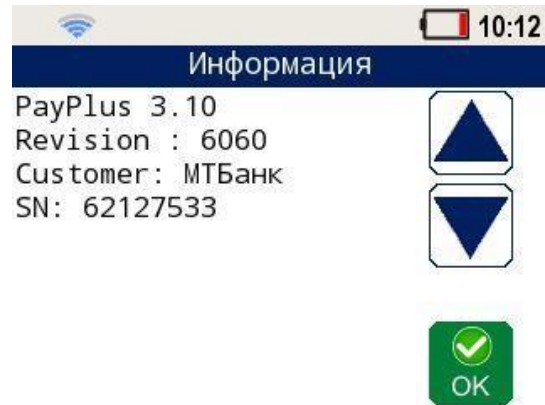 10:12
Информация
PayPlus 3.10
Revision : 6060
Customer: МТБанк
SN: 62127533
OK